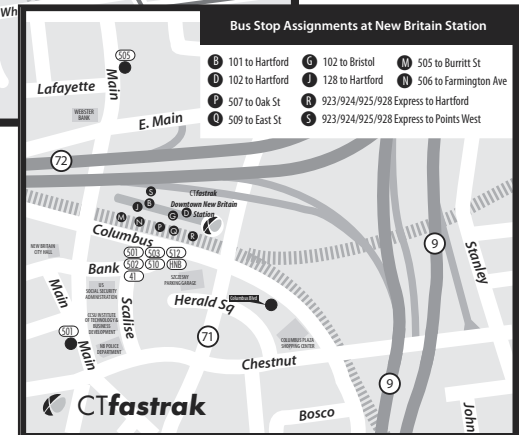 Wh
Bus Stop Assignments at New Britain Station
B 101 to Hartford
G 102 to Bristol
M 505 to Burritt St
D 102 to Hartford
J 128 to Hartford
N 506 to Farmington Ave
P 507 to Oak St
R 923/924/925/928 Express to Hartford
Q 509 to East St
S 923/924/925/928 Express to Points West
505
Lafayette
Main
WEBSTER
BANK
E. Main
72
S
J B
CTfastrak
Downtown New Britain
Station
G D
M N P Q R
Columbus
NEW BRITAIN
CITY HALL
501 503 512
502 510 HNB
41
Bank
SZCZESNY
PARKING GARAGE
9
Stanley
Main
US
SOCIAL SECURITY
ADMINISTRATION
Scalise
Herald Sq
Columbus Blvd.
CCSU INSTITUTE
OF TECHNOLOGY &
BUSINESS
DEVELOPMENT
501
Main
NB POLICE
DEPARTMENT
71
COLUMBUS PLAZA
SHOPPING CENTER
Chestnut
9
CTfastrak
Bosco
John